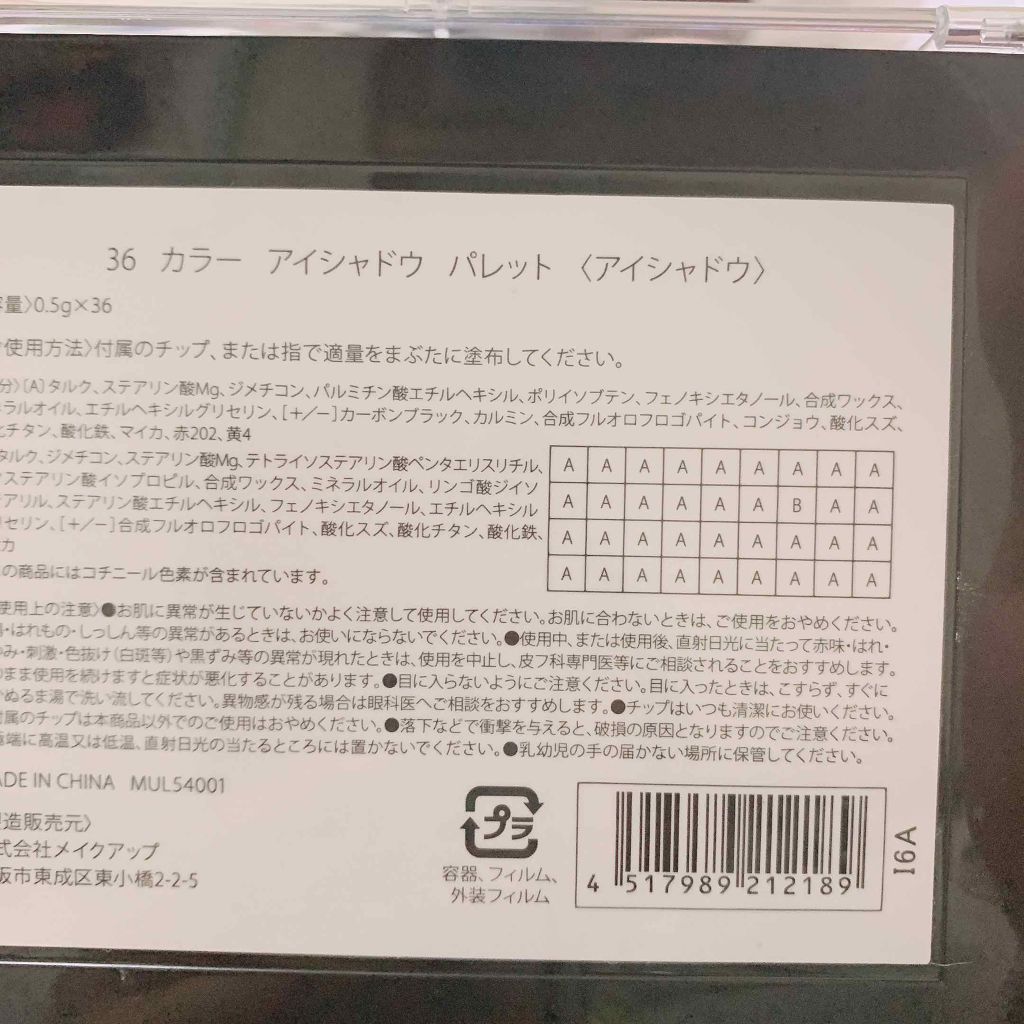 36 カラー アイシャドウ パレット 〈アイシャドウ〉
量〉0.5g×36
使用方法〉付属のチップ、または指で適量をまぶたに塗布してください。
分〉〔A〕タルク、ステアリン酸Mg、ジメチコン、パルミチン酸エチルヘキシル、ポリイソブテン、フェノキシエタノール、合成ワックス、
ラルオイル、エチルヘキシルグリセリン、[+/-]カーボンブラック、カルミン、合成フルオロフロゴパイト、コンジョウ、酸化スズ、
化チタン、酸化鉄、マイカ、赤202、黄4
タルク、ジメチコン、ステアリン酸Mg、テトライソステアリン酸ペンタエリスリチル、
ステアリン酸イソプロピル、合成ワックス、ミネラルオイル、リンゴ酸ジイソ
テアリル、ステアリン酸エチルヘキシル、フェノキシエタノール、エチルヘキシル
リセリン、[+/-]合成フルオロフロゴパイト、酸化スズ、酸化チタン、酸化鉄、
カ
A A A A A A A A A
A A A A A A B A A
A A A A A A A A A
A A A A A A A A A
の商品にはコチニール色素が含まれています。
使用上の注意〉●お肌に異常が生じていないかよく注意して使用してください。お肌に合わないときは、ご使用をおやめください。
・はれもの・しっしん等の異常があるときは、お使いにならないでください。●使用中、または使用後、直射日光に当たって赤味・はれ・
み・刺激・色抜け(白斑等)や黒ずみ等の異常が現れたときは、使用を中止し、皮フ科専門医等にご相談されることをおすすめします。
のまま使用を続けますと症状が悪化することがあります。●目に入らないようにご注意ください。目に入ったときは、こすらず、すぐに
ぬるま湯で洗い流してください。異物感が残る場合は眼科医へご相談をおすすめします。●チップはいつも清潔にお使いください。
属のチップは本商品以外でのご使用はおやめください。●落下などで衝撃を与えると、破損の原因となりますのでご注意ください。
端に高温又は低温、直射日光の当たるところには置かないでください。●乳幼児の手の届かない場所に保管してください。
ADE IN CHINA MUL54001
造販売元〉
式会社メイクアップ
阪市東成区東小橋2-2-5
プラ
容器、フィルム、
外装フィルム
4 517989 212189
I6A